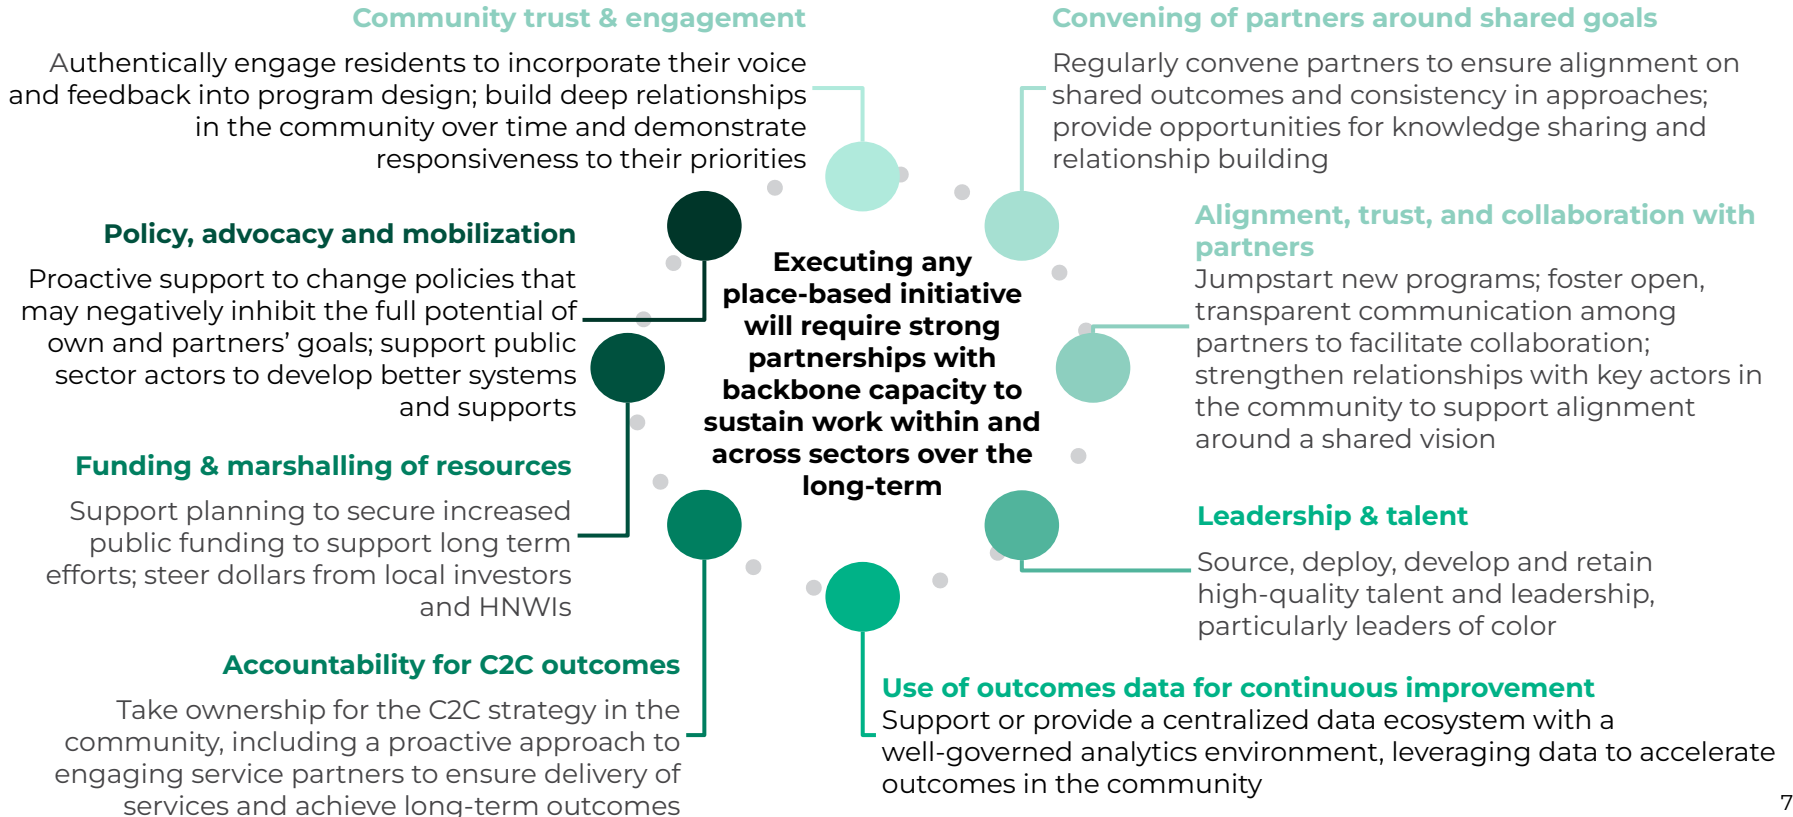 Community trust & engagement
Authentically engage residents to incorporate their voice
and feedback into program design; build deep relationships
in the community over time and demonstrate
responsiveness to their priorities
Convening of partners around shared goals
Regularly convene partners to ensure alignment on
shared outcomes and consistency in approaches;
provide opportunities for knowledge sharing and
relationship building
Policy, advocacy and mobilization
Proactive support to change policies that
may negatively inhibit the full potential of
own and partners’ goals; support public
sector actors to develop better systems
and supports
Executing any
place-based initiative
will require strong
partnerships with
backbone capacity to
sustain work within and
across sectors over the
long-term
Alignment, trust, and collaboration with
partners
Jumpstart new programs; foster open,
transparent communication among
partners to facilitate collaboration;
strengthen relationships with key actors in
the community to support alignment
around a shared vision
Funding & marshalling of resources
Support planning to secure increased
public funding to support long term
efforts; steer dollars from local investors
and HNWIs
Leadership & talent
Source, deploy, develop and retain
high-quality talent and leadership,
particularly leaders of color
Accountability for C2C outcomes
Take ownership for the C2C strategy in the
community, including a proactive approach to
engaging service partners to ensure delivery of
services and achieve long-term outcomes
Use of outcomes data for continuous improvement
Support or provide a centralized data ecosystem with a
well-governed analytics environment, leveraging data to accelerate
outcomes in the community
7